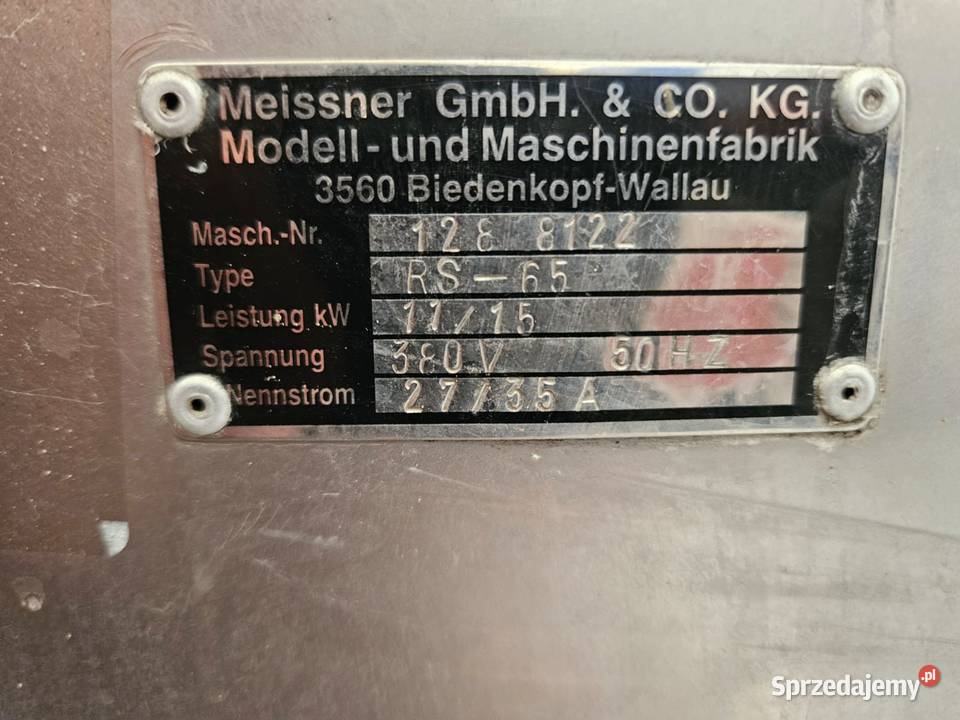 Meissner GmbH. & CO. KG.
Modell-und Maschinenfabrik
3560 Biedenkopf-Wallau
Masch.-Nr. 128 8122
Type RS-65
Leistung kW 11/15
Spannung 380V 50HZ
Nennstrom 27/35 A
Sprzedajemy.pl